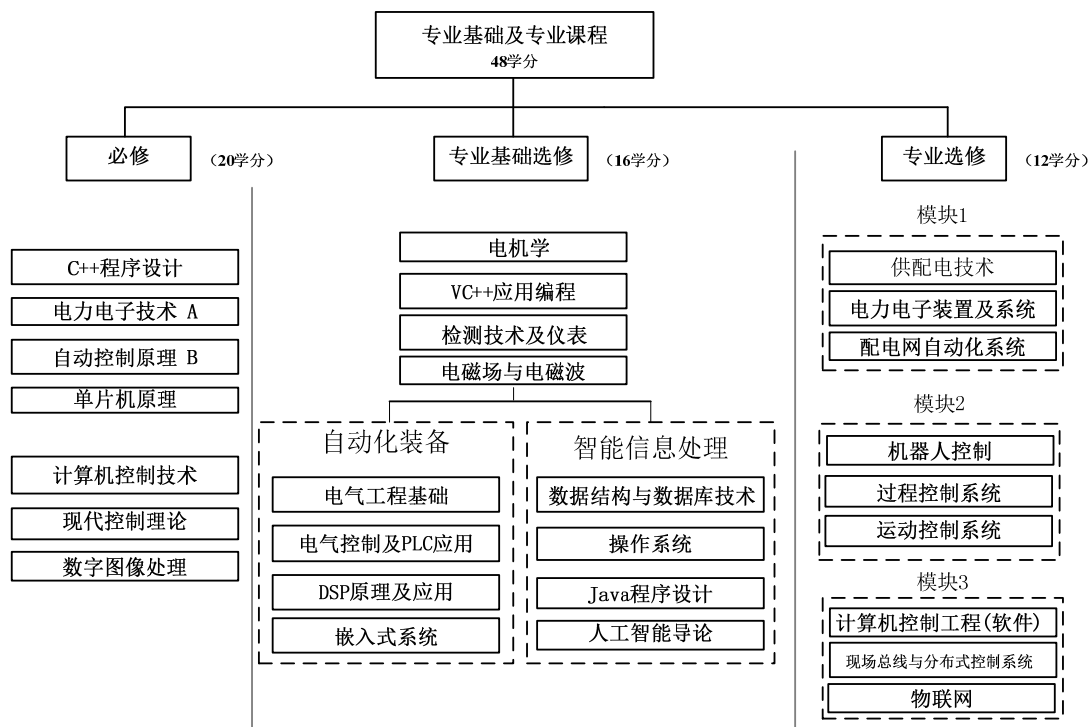 专业基础及专业课程
48学分
必修
（20学分）
专业基础选修
（16学分）
专业选修
（12学分）
C++程序设计
电力电子技术 A
自动控制原理 B
单片机原理
计算机控制技术
现代控制理论
数字图像处理
电机学
VC++应用编程
检测技术及仪表
电磁场与电磁波
自动化装备
电气工程基础
电气控制及PLC应用
DSP原理及应用
嵌入式系统
智能信息处理
数据结构与数据库技术
操作系统
Java程序设计
人工智能导论
模块1
供配电技术
电力电子装置及系统
配电网自动化系统
模块2
机器人控制
过程控制系统
运动控制系统
模块3
计算机控制工程(软件)
现场总线与分布式控制系统
物联网